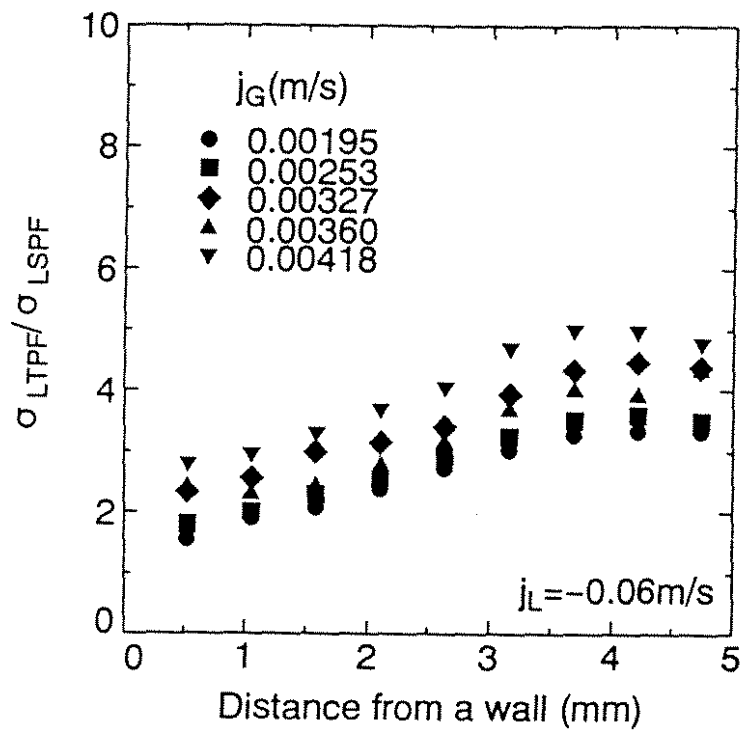 10
8
6
4
2
0
σLTPF/σLSPF
jG(m/s)
● 0.00195
■ 0.00253
◆ 0.00327
▲ 0.00360
▼ 0.00418
jL=−0.06m/s
0 1 2 3 4 5
Distance from a wall (mm)